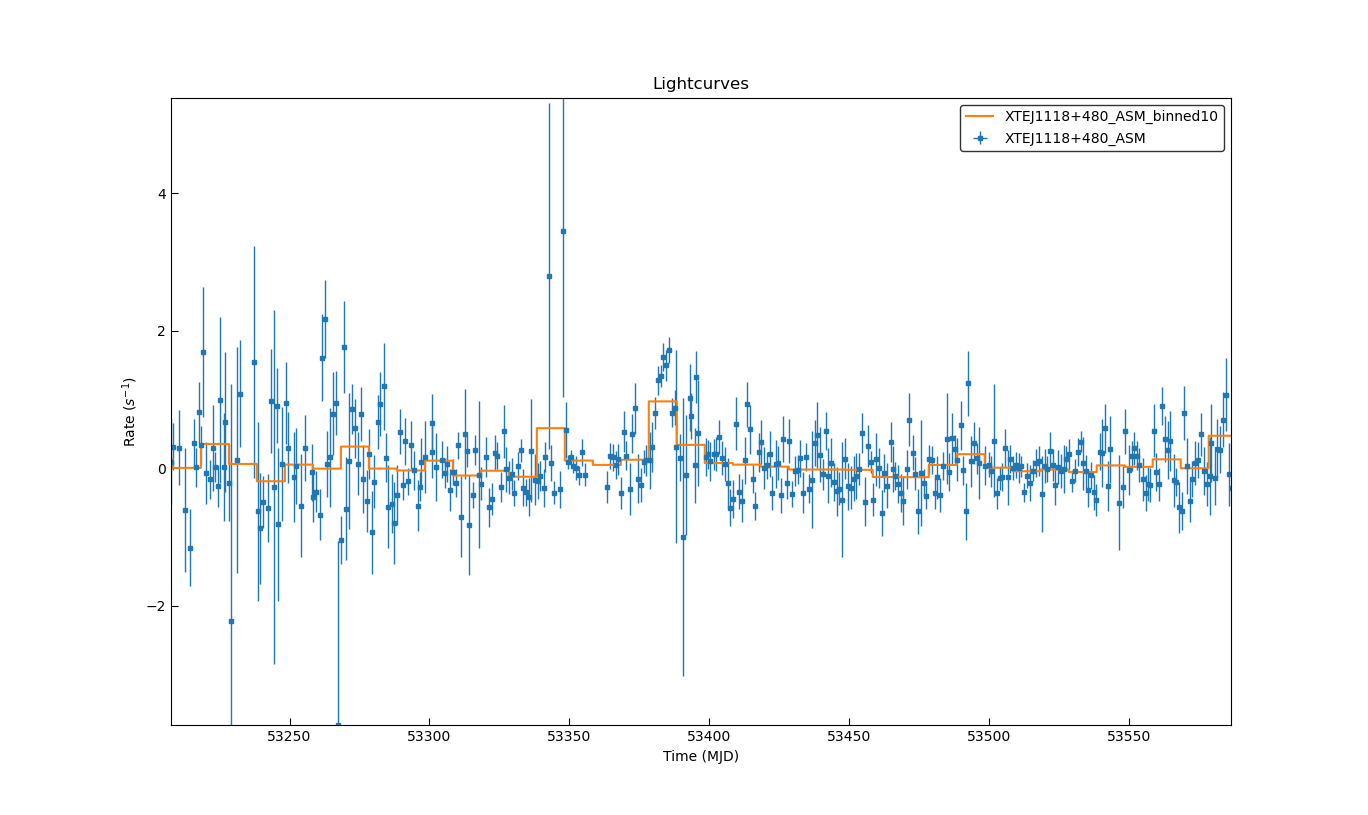 Lightcurves
XTEJ1118+480_ASM_binned10
XTEJ1118+480_ASM
Rate (s⁻¹)
4
2
0
−2
53250 53300 53350 53400 53450 53500 53550
Time (MJD)